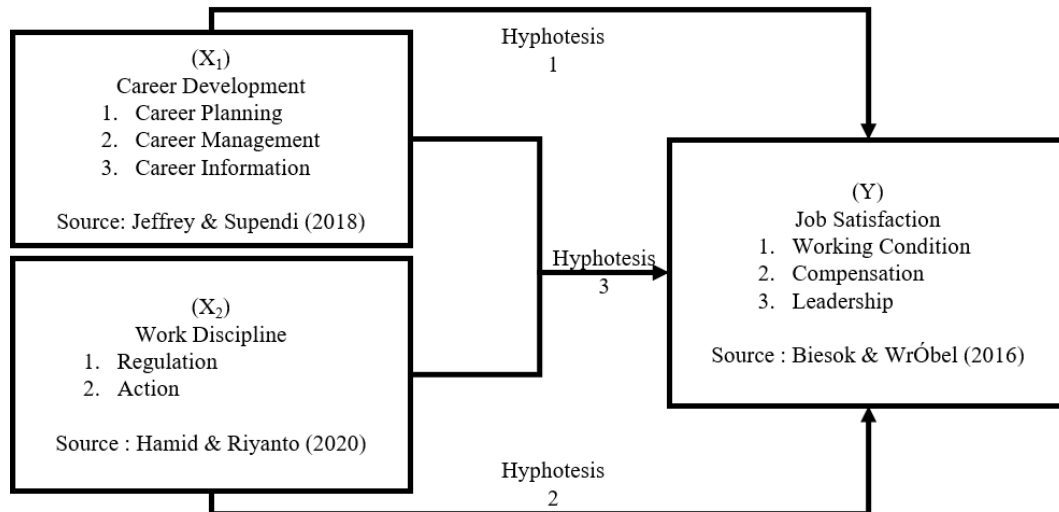 (X₁)
Career Development
1. Career Planning
2. Career Management
3. Career Information
Source: Jeffrey & Supendi (2018)
Hyphotesis
1
(X₂)
Work Discipline
1. Regulation
2. Action
Source : Hamid & Riyanto (2020)
Hyphotesis
3
Hyphotesis
2
(Y)
Job Satisfaction
1. Working Condition
2. Compensation
3. Leadership
Source : Biesok & WrÓbel (2016)